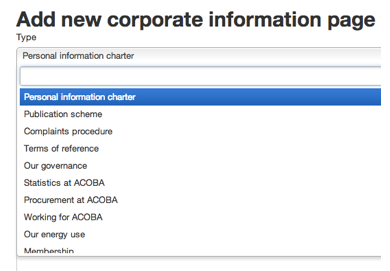 Add new corporate information page
Type
Personal information charter
Personal information charter
Publication scheme
Complaints procedure
Terms of reference
Our governance
Statistics at ACOBA
Procurement at ACOBA
Working for ACOBA
Our energy use
Membership